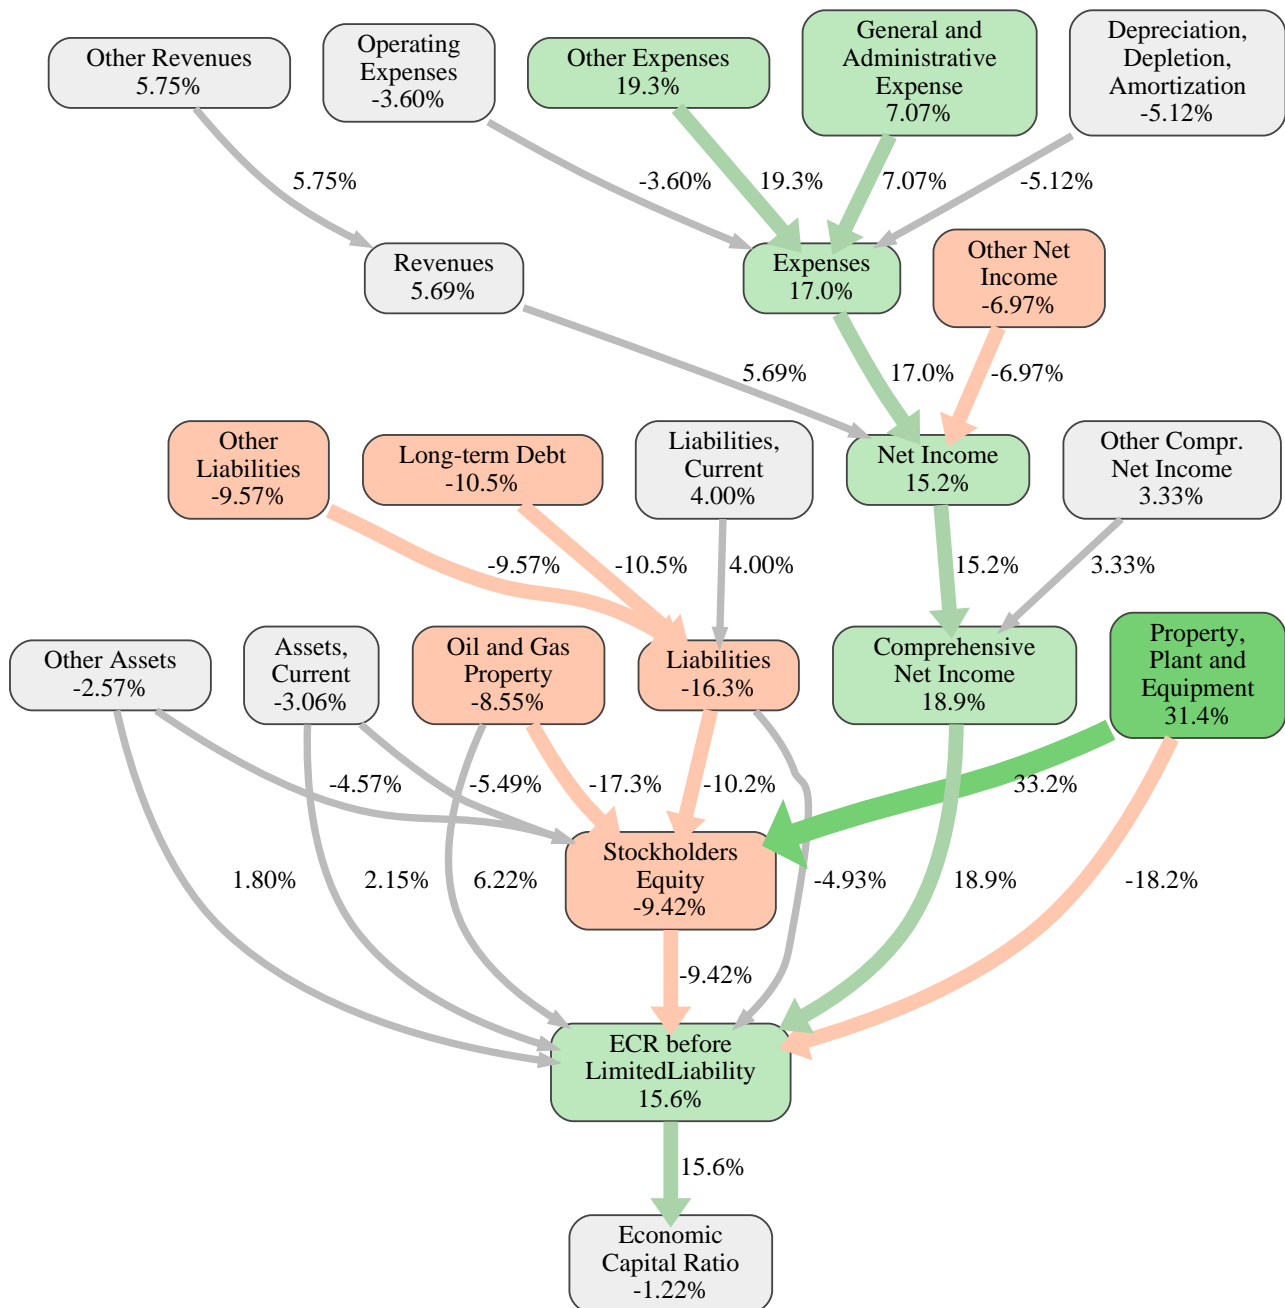 Other Revenues
5.75%
Operating
Expenses
-3.60%
Other Expenses
19.3%
General and
Administrative
Expense
7.07%
Depreciation,
Depletion,
Amortization
-5.12%
5.75%
-3.60%
19.3%
7.07%
-5.12%
Revenues
5.69%
Expenses
17.0%
Other Net
Income
-6.97%
5.69%
17.0%
-6.97%
Other
Liabilities
-9.57%
Long-term Debt
-10.5%
Liabilities,
Current
4.00%
Net Income
15.2%
Other Compr.
Net Income
3.33%
-9.57%
-10.5%
4.00%
15.2%
3.33%
Other Assets
-2.57%
Assets,
Current
-3.06%
Oil and Gas
Property
-8.55%
Liabilities
-16.3%
Comprehensive
Net Income
18.9%
Property,
Plant and
Equipment
31.4%
-4.57%
-5.49%
-17.3%
-10.2%
33.2%
1.80%
2.15%
6.22%
Stockholders
Equity
-9.42%
-4.93%
18.9%
-18.2%
-9.42%
ECR before
LimitedLiability
15.6%
15.6%
Economic
Capital Ratio
-1.22%